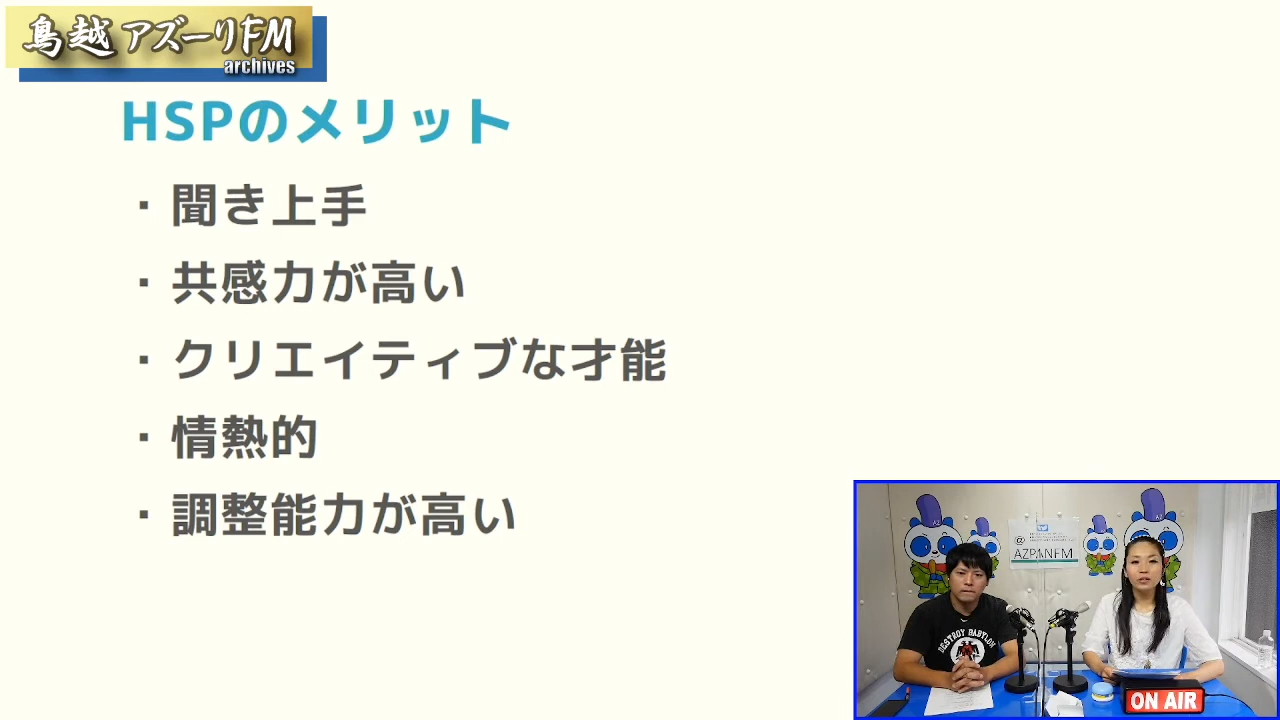 鳥越アズーリFM
archives
HSPのメリット
・聞き上手
・共感力が高い
・クリエイティブな才能
・情熱的
・調整能力が高い
@
AZPANFM
DESTROY BABYLON
ON AIR